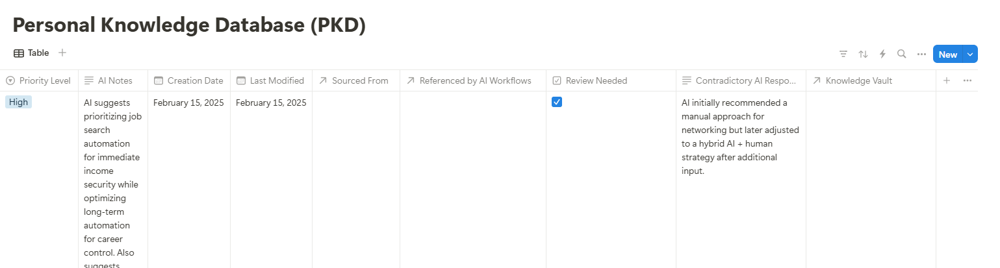 Personal Knowledge Database (PKD)
Table
New
Priority Level
AI Notes
Creation Date
Last Modified
Sourced From
Referenced by AI Workflows
Review Needed
Contradictory AI Respo...
Knowledge Vault
High
AI suggests
prioritizing job
search
automation
for immediate
income
security while
optimizing
long-term
automation
for career
control. Also
suggests
February 15, 2025
February 15, 2025
AI initially recommended a
manual approach for
networking but later adjusted
to a hybrid AI + human
strategy after additional
input.